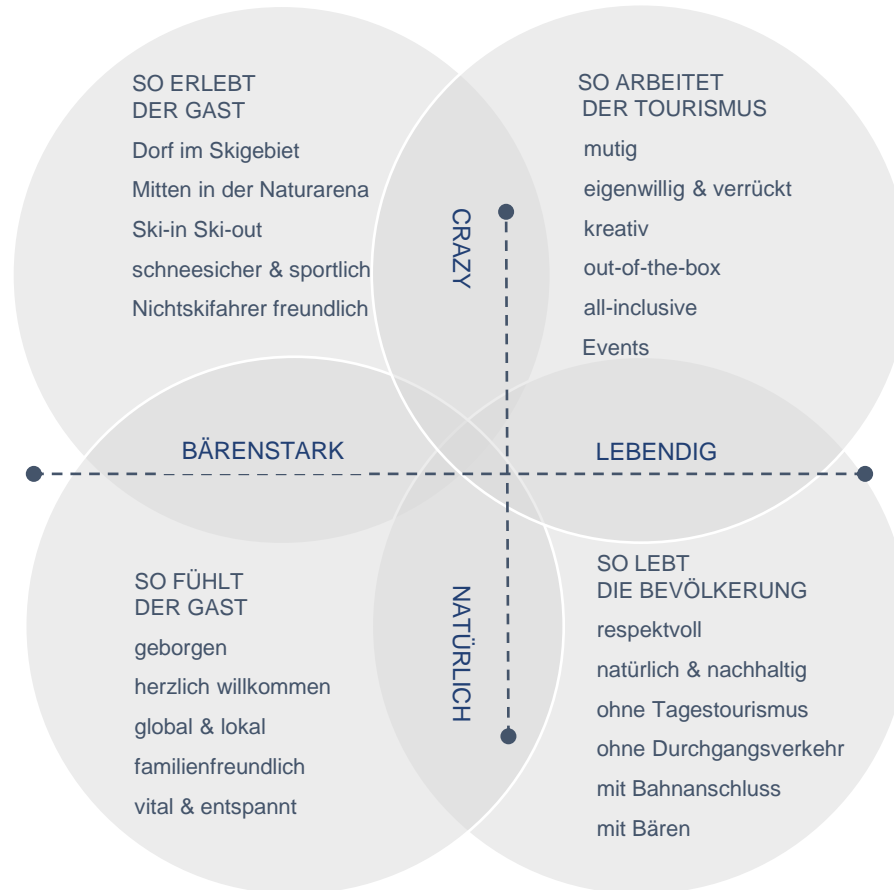 SO ERLEBT
DER GAST
Dorf im Skigebiet
Mitten in der Naturarena
Ski-in Ski-out
schneesicher & sportlich
Nichtskifahrer freundlich
SO ARBEITET
DER TOURISMUS
mutig
eigenwillig & verrückt
kreativ
out-of-the-box
all-inclusive
Events
CRAZY
BÄRENSTARK
LEBENDIG
NATÜRLICH
SO FÜHLT
DER GAST
geborgen
herzlich willkommen
global & lokal
familienfreundlich
vital & entspannt
SO LEBT
DIE BEVÖLKERUNG
respektvoll
natürlich & nachhaltig
ohne Tagestourismus
ohne Durchgangsverkehr
mit Bahnanschluss
mit Bären